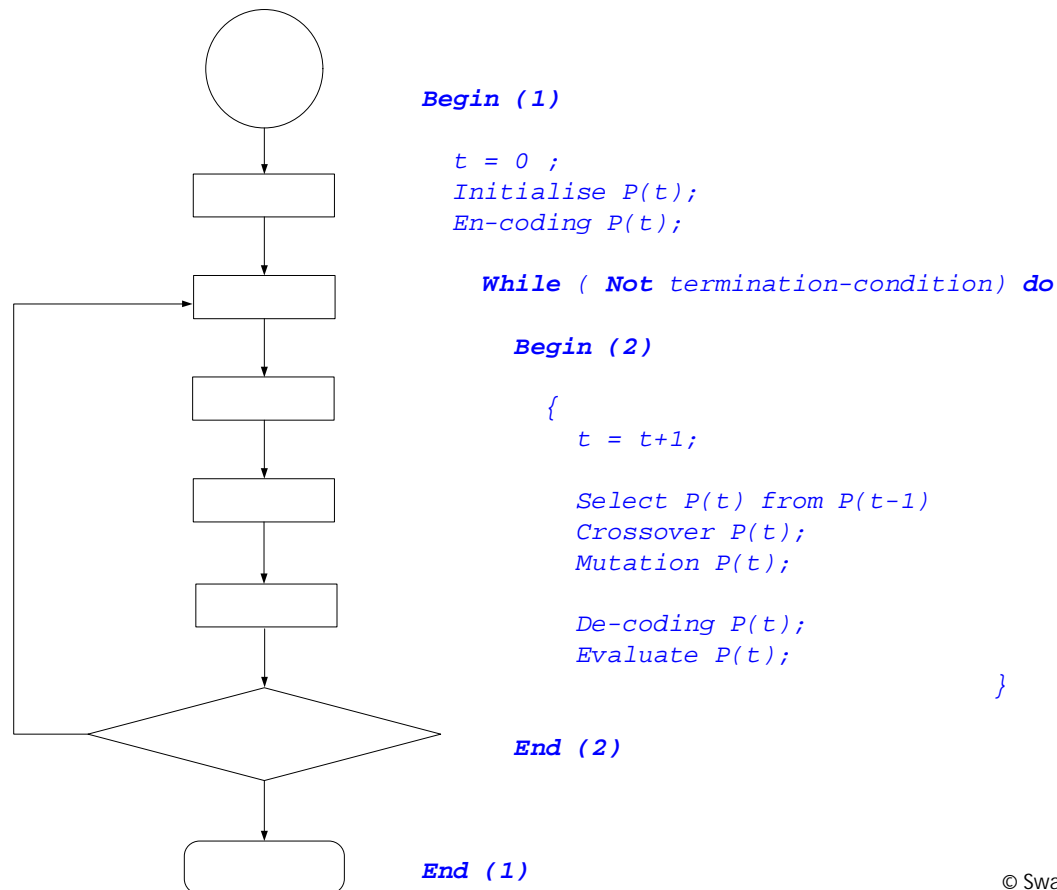 Begin (1)
t = 0 ;
Initialise P(t);
En-coding P(t);
While ( Not termination-condition) do
Begin (2)
{
t = t+1;
Select P(t) from P(t-1)
Crossover P(t);
Mutation P(t);
De-coding P(t);
Evaluate P(t);
}
End (2)
End (1)
© Swa